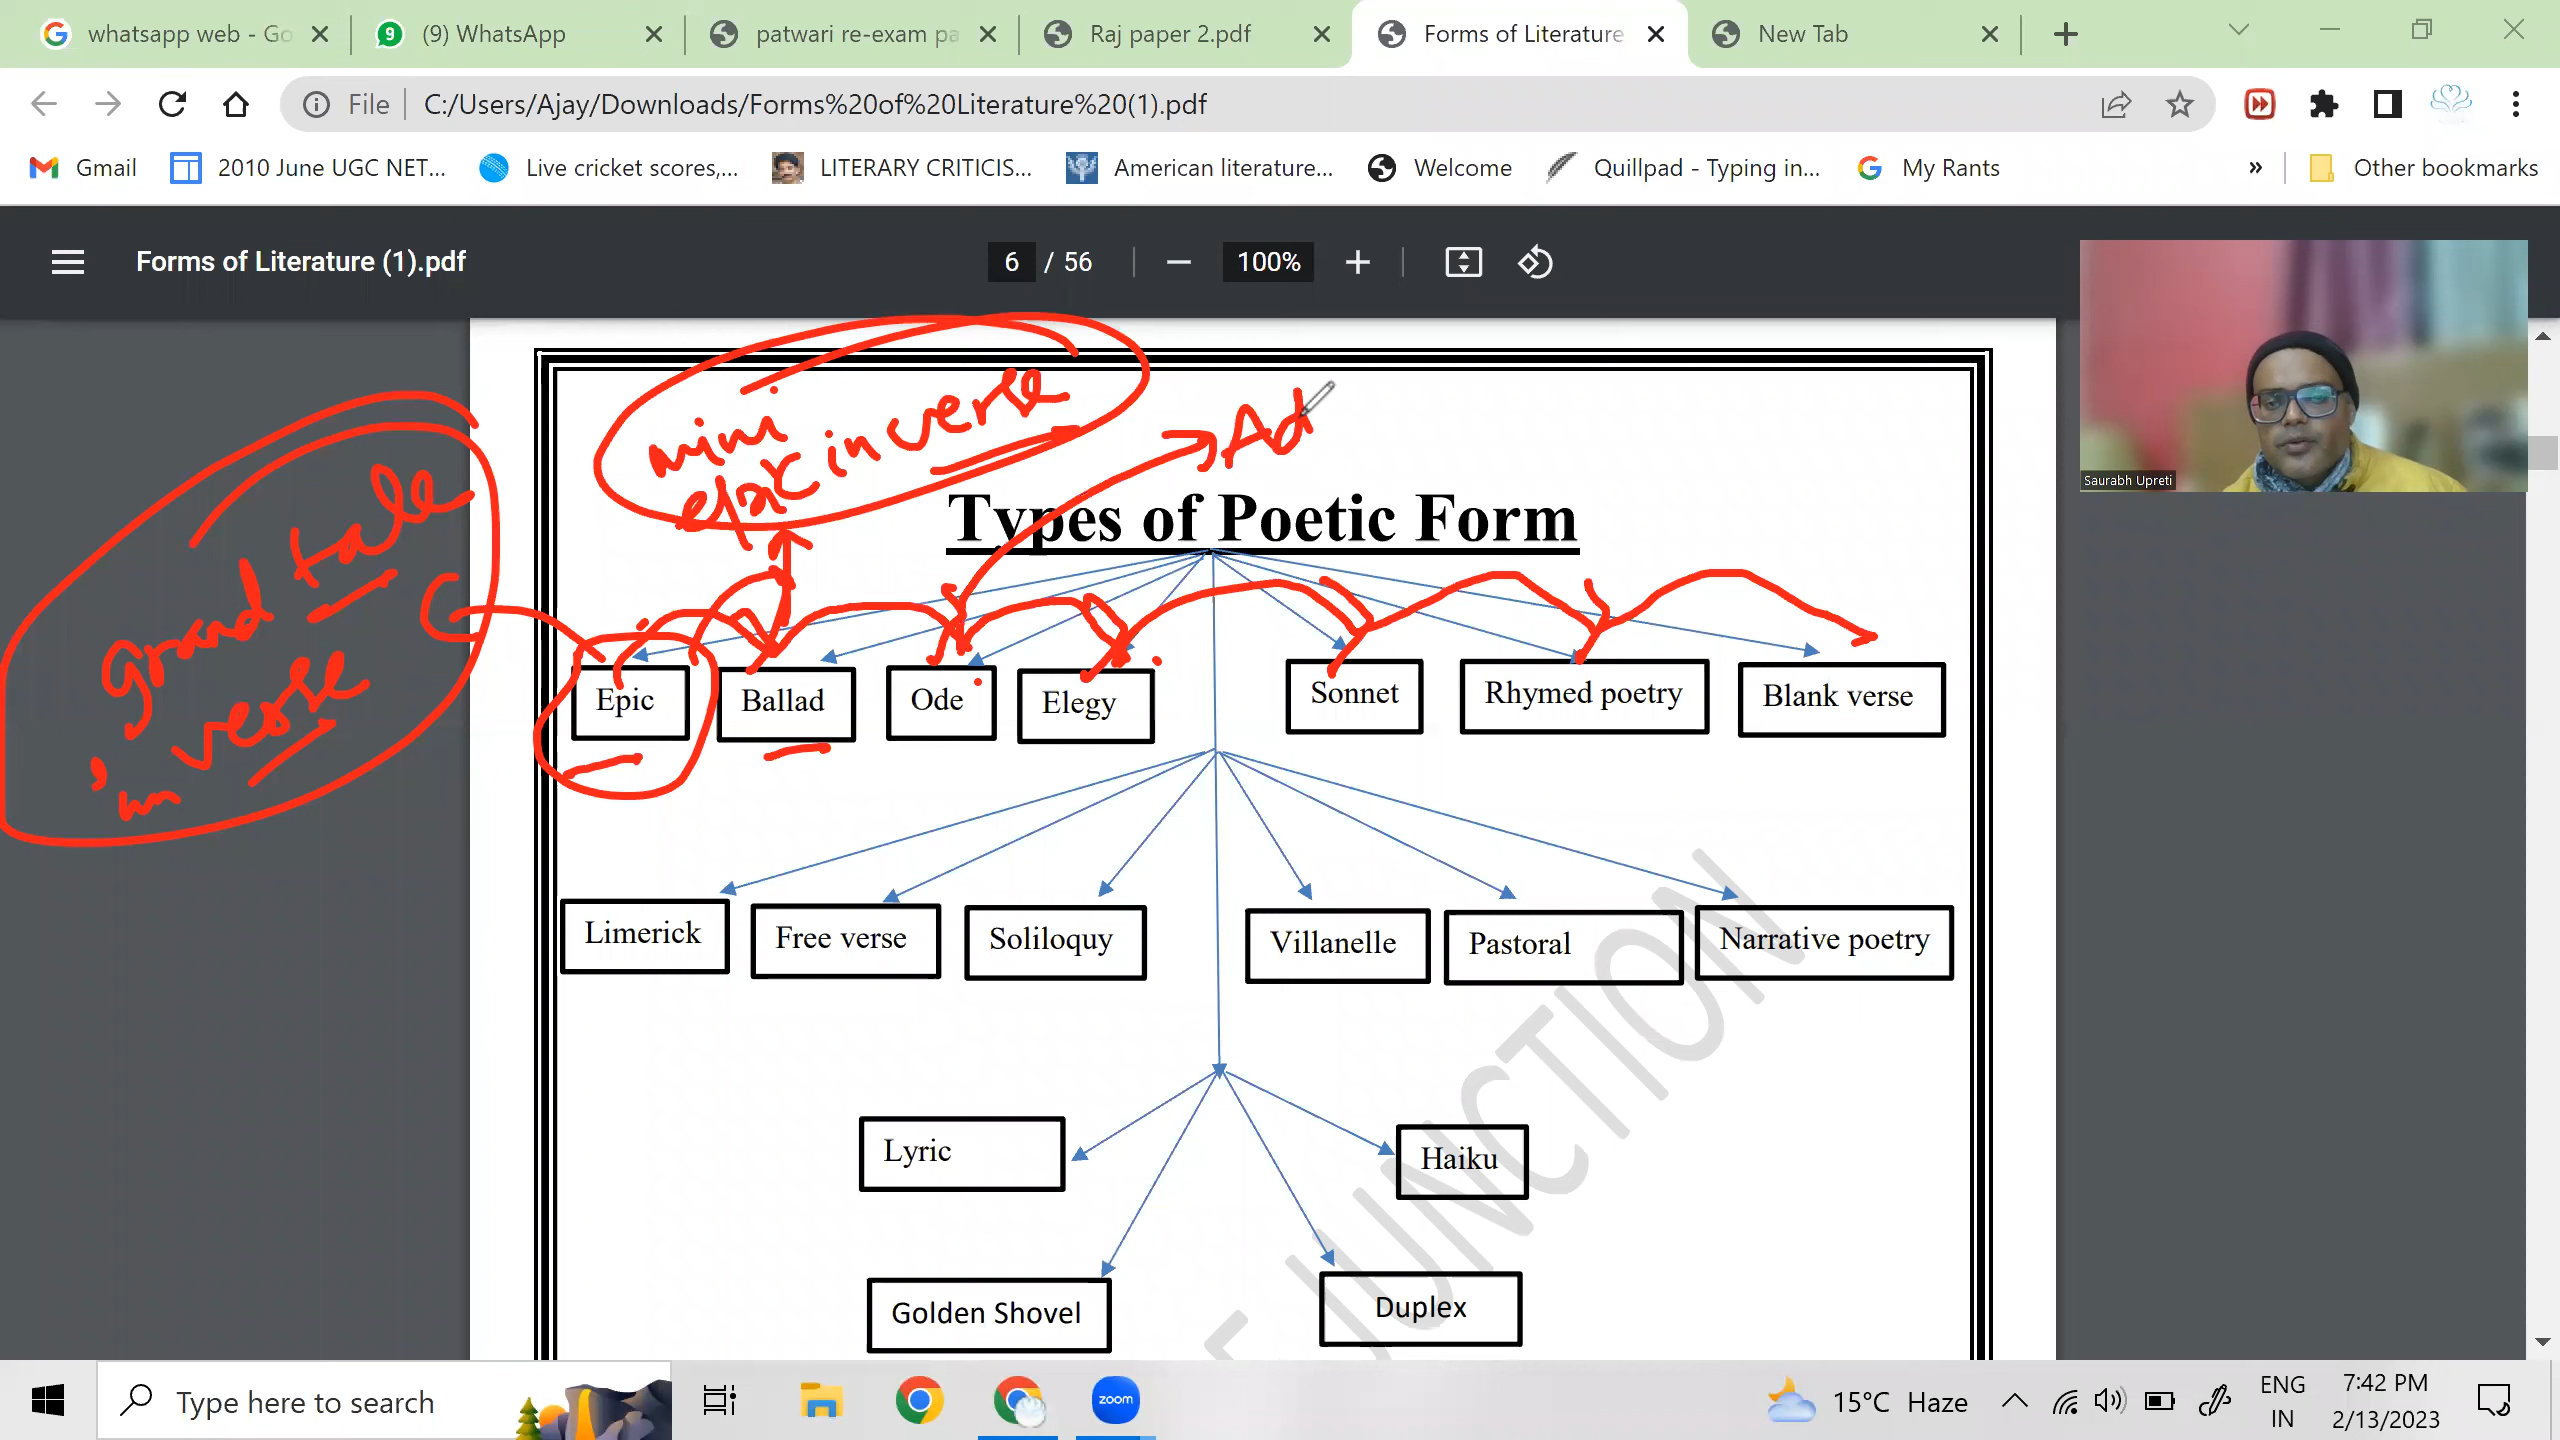 whatsapp web - Go
(9) WhatsApp
patwari re-exam pa
Raj paper 2.pdf
Forms of Literature
New Tab
File
C:/Users/Ajay/Downloads/Forms%20of%20Literature%20(1).pdf
Gmail
2010 June UGC NET...
Live cricket scores,...
LITERARY CRITICIS...
American literature...
Welcome
Quillpad - Typing in...
My Rants
»
Other bookmarks
Forms of Literature (1).pdf
6 / 56
100%
Saurabh Upreti
mini
epic in verse
Ad
grand tale
in verse
Types of Poetic Form
Epic
Ballad
Ode
Elegy
Sonnet
Rhymed poetry
Blank verse
Limerick
Free verse
Soliloquy
Villanelle
Pastoral
Narrative poetry
Lyric
Haiku
Golden Shovel
Duplex
E JUNCTION
Type here to search
zoom
15°C Haze
ENG
IN
7:42 PM
2/13/2023